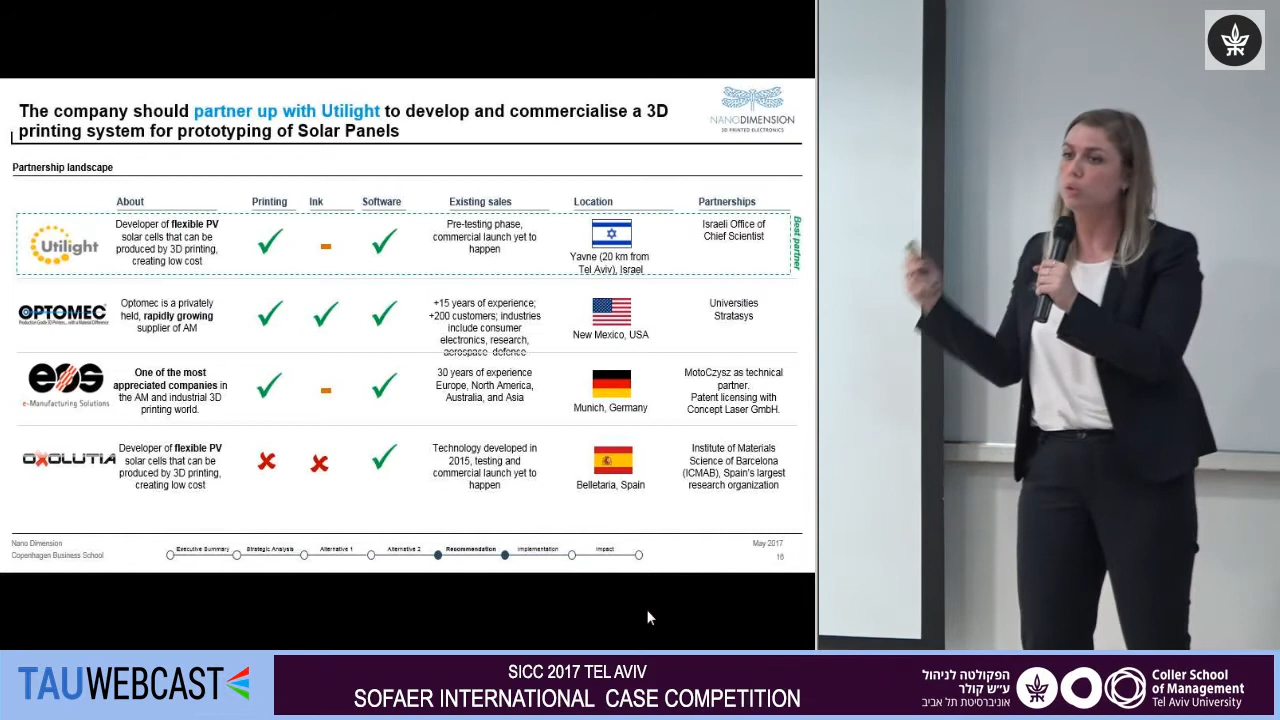 The company should partner up with Utilight to develop and commercialise a 3D
printing system for prototyping of Solar Panels
NANODIMENSION
3D PRINTED ELECTRONICS
Partnership landscape
About Printing Ink Software Existing sales Location Partnerships
Utilight
Developer of flexible PV
solar cells that can be
produced by 3D printing,
creating low cost
Pre-testing phase,
commercial launch yet to
happen
Yavne (20 km from
Tel Aviv), Israel
Israeli Office of
Chief Scientist
Best partner
OPTOMEC
Optomec is a privately
held, rapidly growing
supplier of AM
+15 years of experience;
+200 customers; industries
include consumer
electronics, research,
aerospace defence
New Mexico, USA
Universities
Stratasys
eos
e-Manufacturing Solutions
One of the most
appreciated companies in
the AM and industrial 3D
printing world.
30 years of experience
Europe, North America,
Australia, and Asia
Munich, Germany
MotoCzysz as technical
partner.
Patent licensing with
Concept Laser GmbH.
OXOLUTIA
Developer of flexible PV
solar cells that can be
produced by 3D printing,
creating low cost
Technology developed in
2015, testing and
commercial launch yet to
happen
Belletaria, Spain
Institute of Materials
Science of Barcelona
(ICMAB), Spain's largest
research organization
Nano Dimension
Copenhagen Business School
Executive Summary Strategic Analysis Alternative 1 Alternative 2 Recommendation Implementation Impact
May 2017
16
TAUWEBCAST
SICC 2017 TEL AVIV
SOFAER INTERNATIONAL CASE COMPETITION
הפקולטה לניהול
ע״ש קולר
אוניברסיטת תל אביב
Coller School
of Management
Tel Aviv University